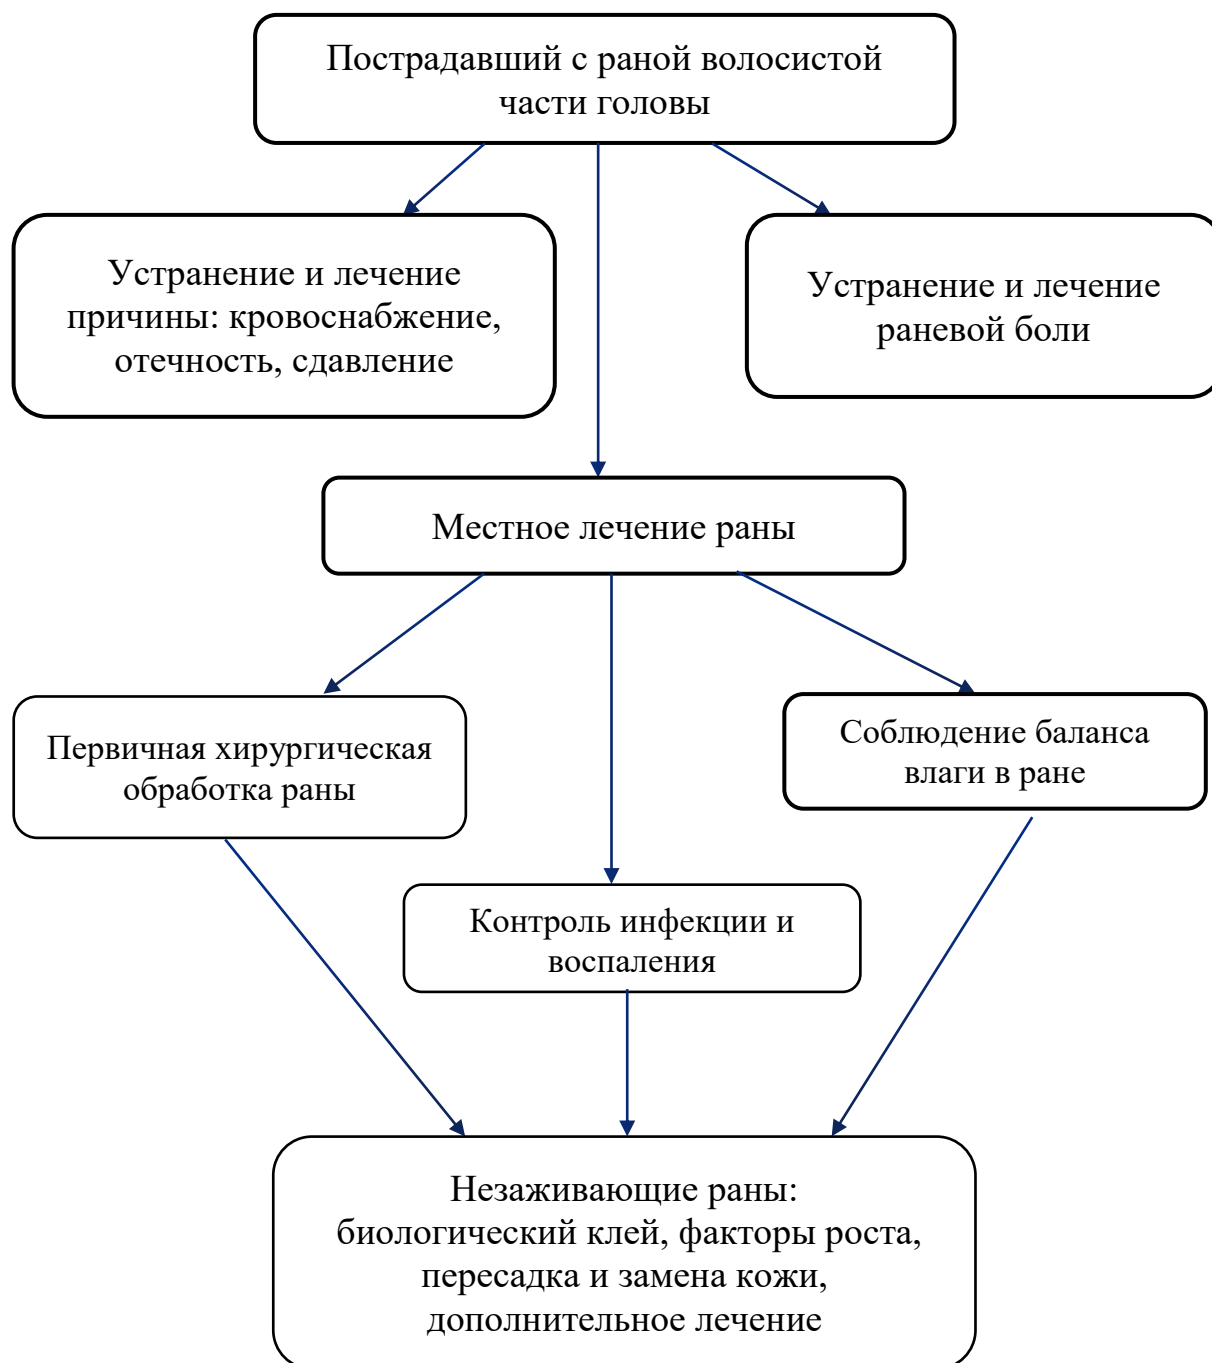 Пострадавший с раной волосистой
части головы
Устранение и лечение
причины: кровоснабжение,
отечность, сдавление
Устранение и лечение
раневой боли
Местное лечение раны
Первичная хирургическая
обработка раны
Соблюдение баланса
влаги в ране
Контроль инфекции и
воспаления
Незаживающие раны:
биологический клей, факторы роста,
пересадка и замена кожи,
дополнительное лечение